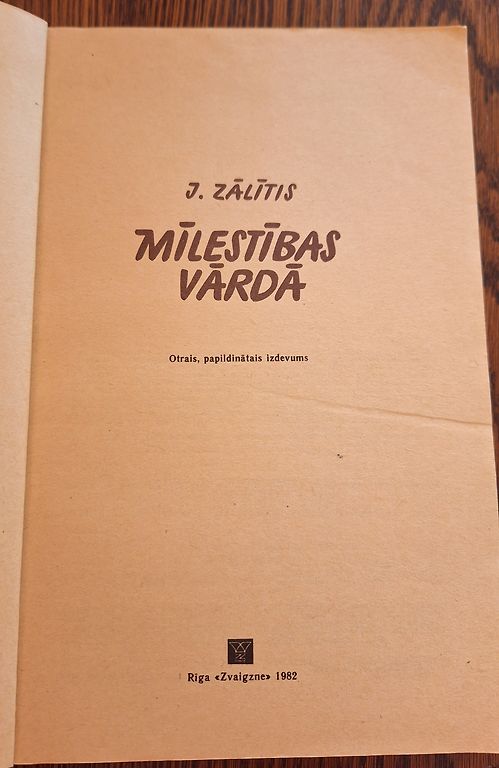 J. ZĀLĪTIS
MĪLESTĪBAS
VĀRDĀ
Otrais, papildinātais izdevums
Rīga «Zvaigzne» 1982